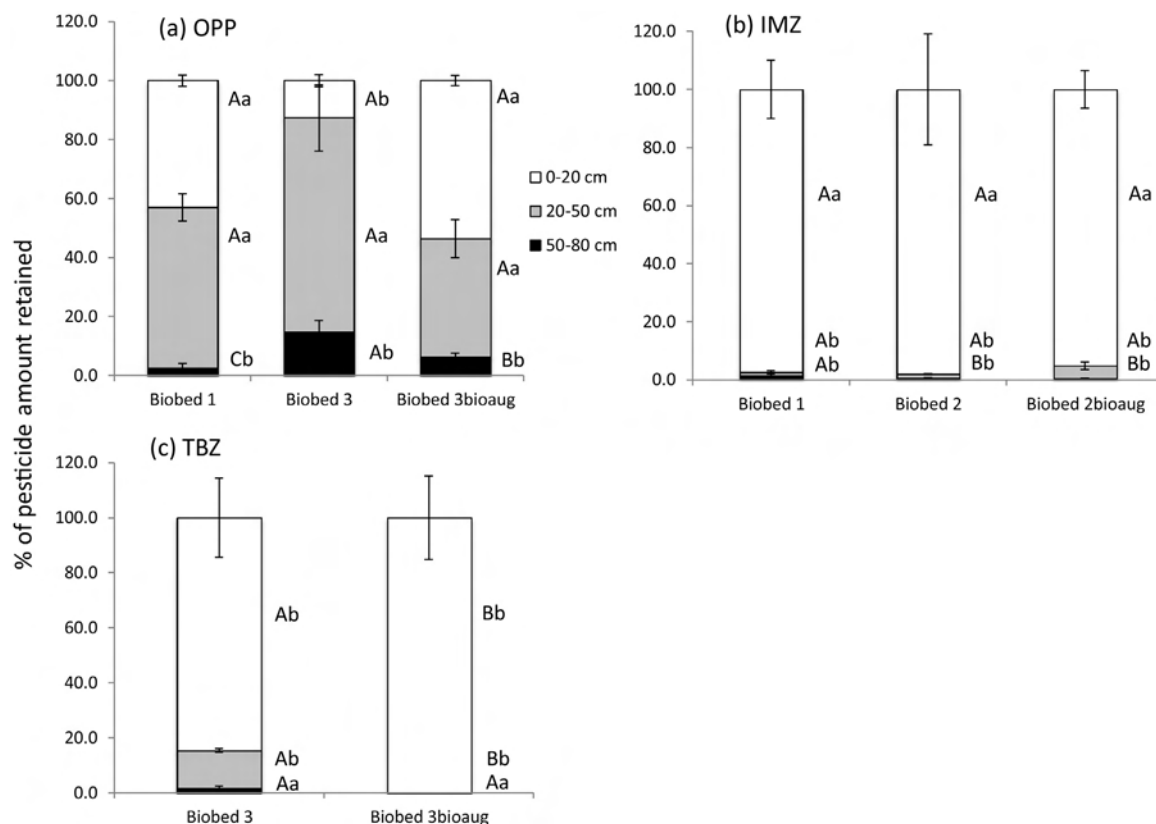 % of pesticide amount retained
(a) OPP
120.0
100.0
80.0
60.0
40.0
20.0
0.0
Aa
Ab
Aa
Aa
Aa
Aa
Cb
Ab
Bb
Biobed 1
Biobed 3
Biobed 3bioaug
0-20 cm
20-50 cm
50-80 cm
(b) IMZ
120.0
100.0
80.0
60.0
40.0
20.0
0.0
Aa
Aa
Aa
Ab
Ab
Ab
Ab
Bb
Bb
Biobed 1
Biobed 2
Biobed 2bioaug
(c) TBZ
120.0
100.0
80.0
60.0
40.0
20.0
0.0
Ab
Bb
Ab
Bb
Aa
Aa
Biobed 3
Biobed 3bioaug